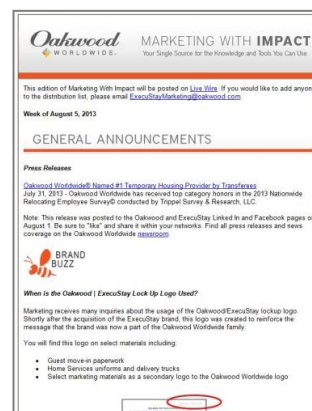 Oakwood MARKETING WITH IMPACT
WORLDWIDE. Your Single Source for the Knowledge and Tools You Can Use
This edition of Marketing With Impact will be posted on Live Wire. If you would like to add anyon
to the distribution list, please email ExecuStayMarketing@oakwood.com.
Week of August 5, 2013
GENERAL ANNOUNCEMENTS
Press Releases
Oakwood Worldwide® Named #1 Temporary Housing Provider by Transferees
July 31, 2013 - Oakwood Worldwide has received top category honors in the 2013 Nationwide
Relocating Employee Survey© conducted by Trippel Survey & Research, LLC.
Note: This release was posted to the Oakwood and ExecuStay Linked In and Facebook pages o
August 1. Be sure to "like" and share it within your networks. Find all press releases and news
coverage on the Oakwood Worldwide newsroom.
BRAND
BUZZ
When is the Oakwood | ExecuStay Lock Up Logo Used?
Marketing receives many inquiries about the usage of the Oakwood/ExecuStay lockup logo.
Shortly after the acquisition of the ExecuStay brand, this logo was created to reinforce the
message that the brand was now a part of the Oakwood Worldwide family.
You will find this logo on select materials including:
• Guest move-in paperwork
• Home Services uniforms and delivery trucks
• Select marketing materials as a secondary logo to the Oakwood Worldwide logo